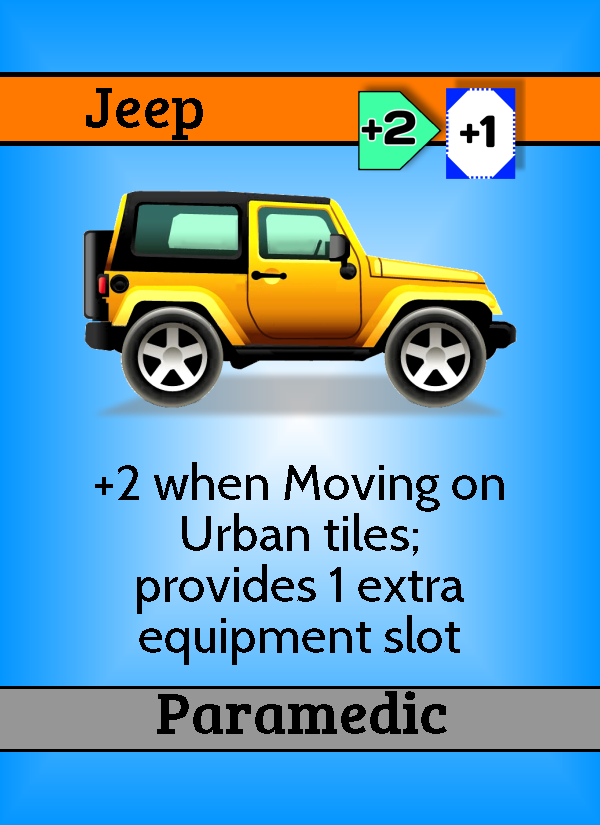 Jeep
+2
+1
+2 when Moving on
Urban tiles;
provides 1 extra
equipment slot
Paramedic